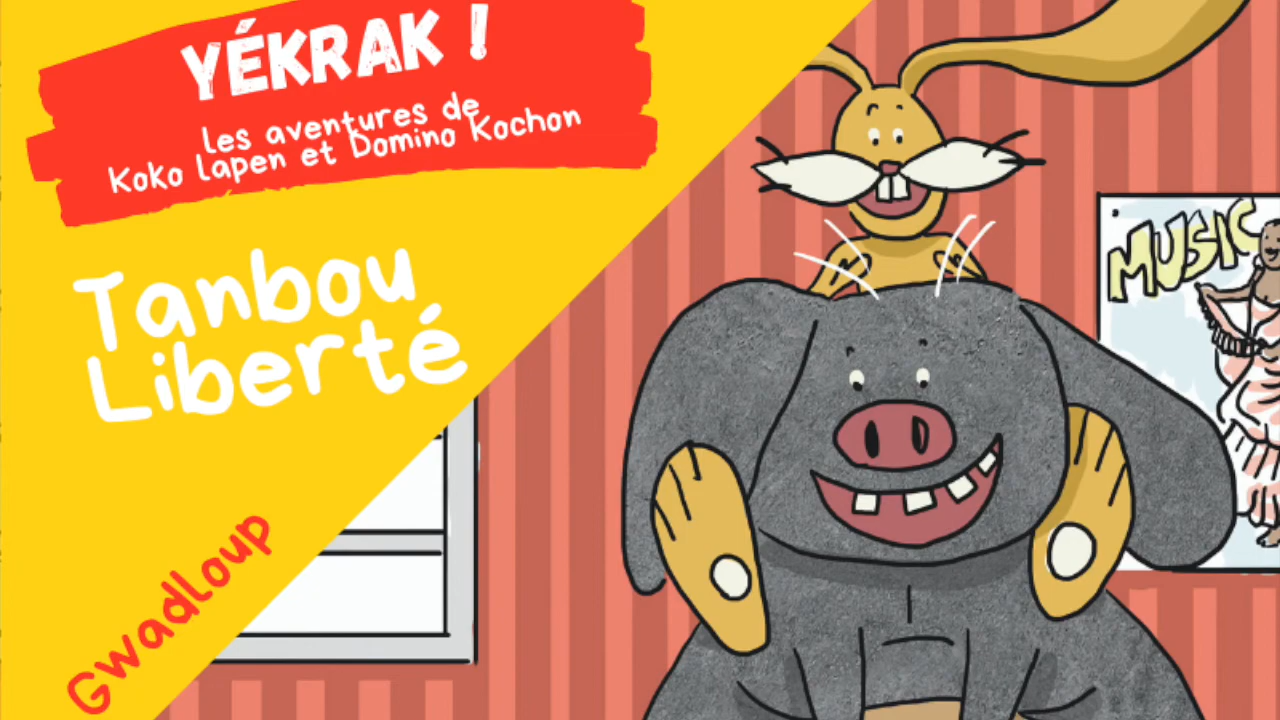 YÉKRAK !
Les aventures de
Koko Lapen et Domino Kochon
Tanbou
Liberté
Gwadloup
MUSIC